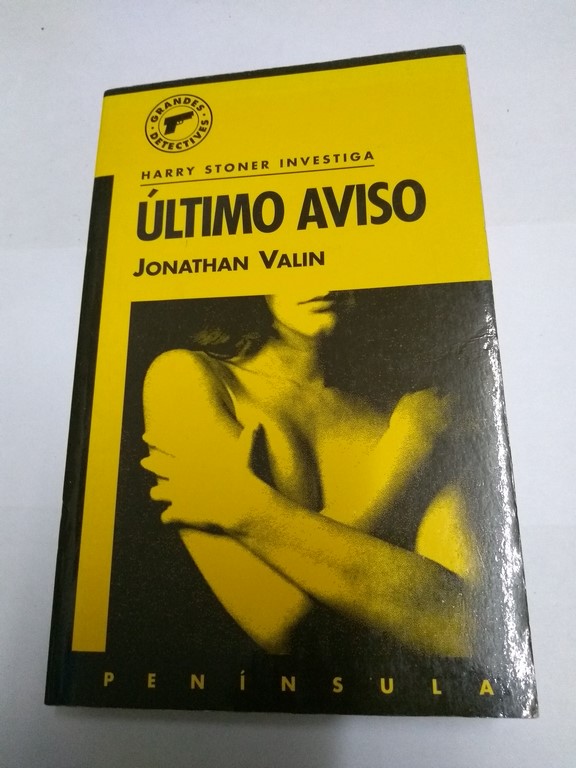 GRANDES
DETECTIVES
HARRY STONER INVESTIGA
ÚLTIMO AVISO
JONATHAN VALIN
PENÍNSULA